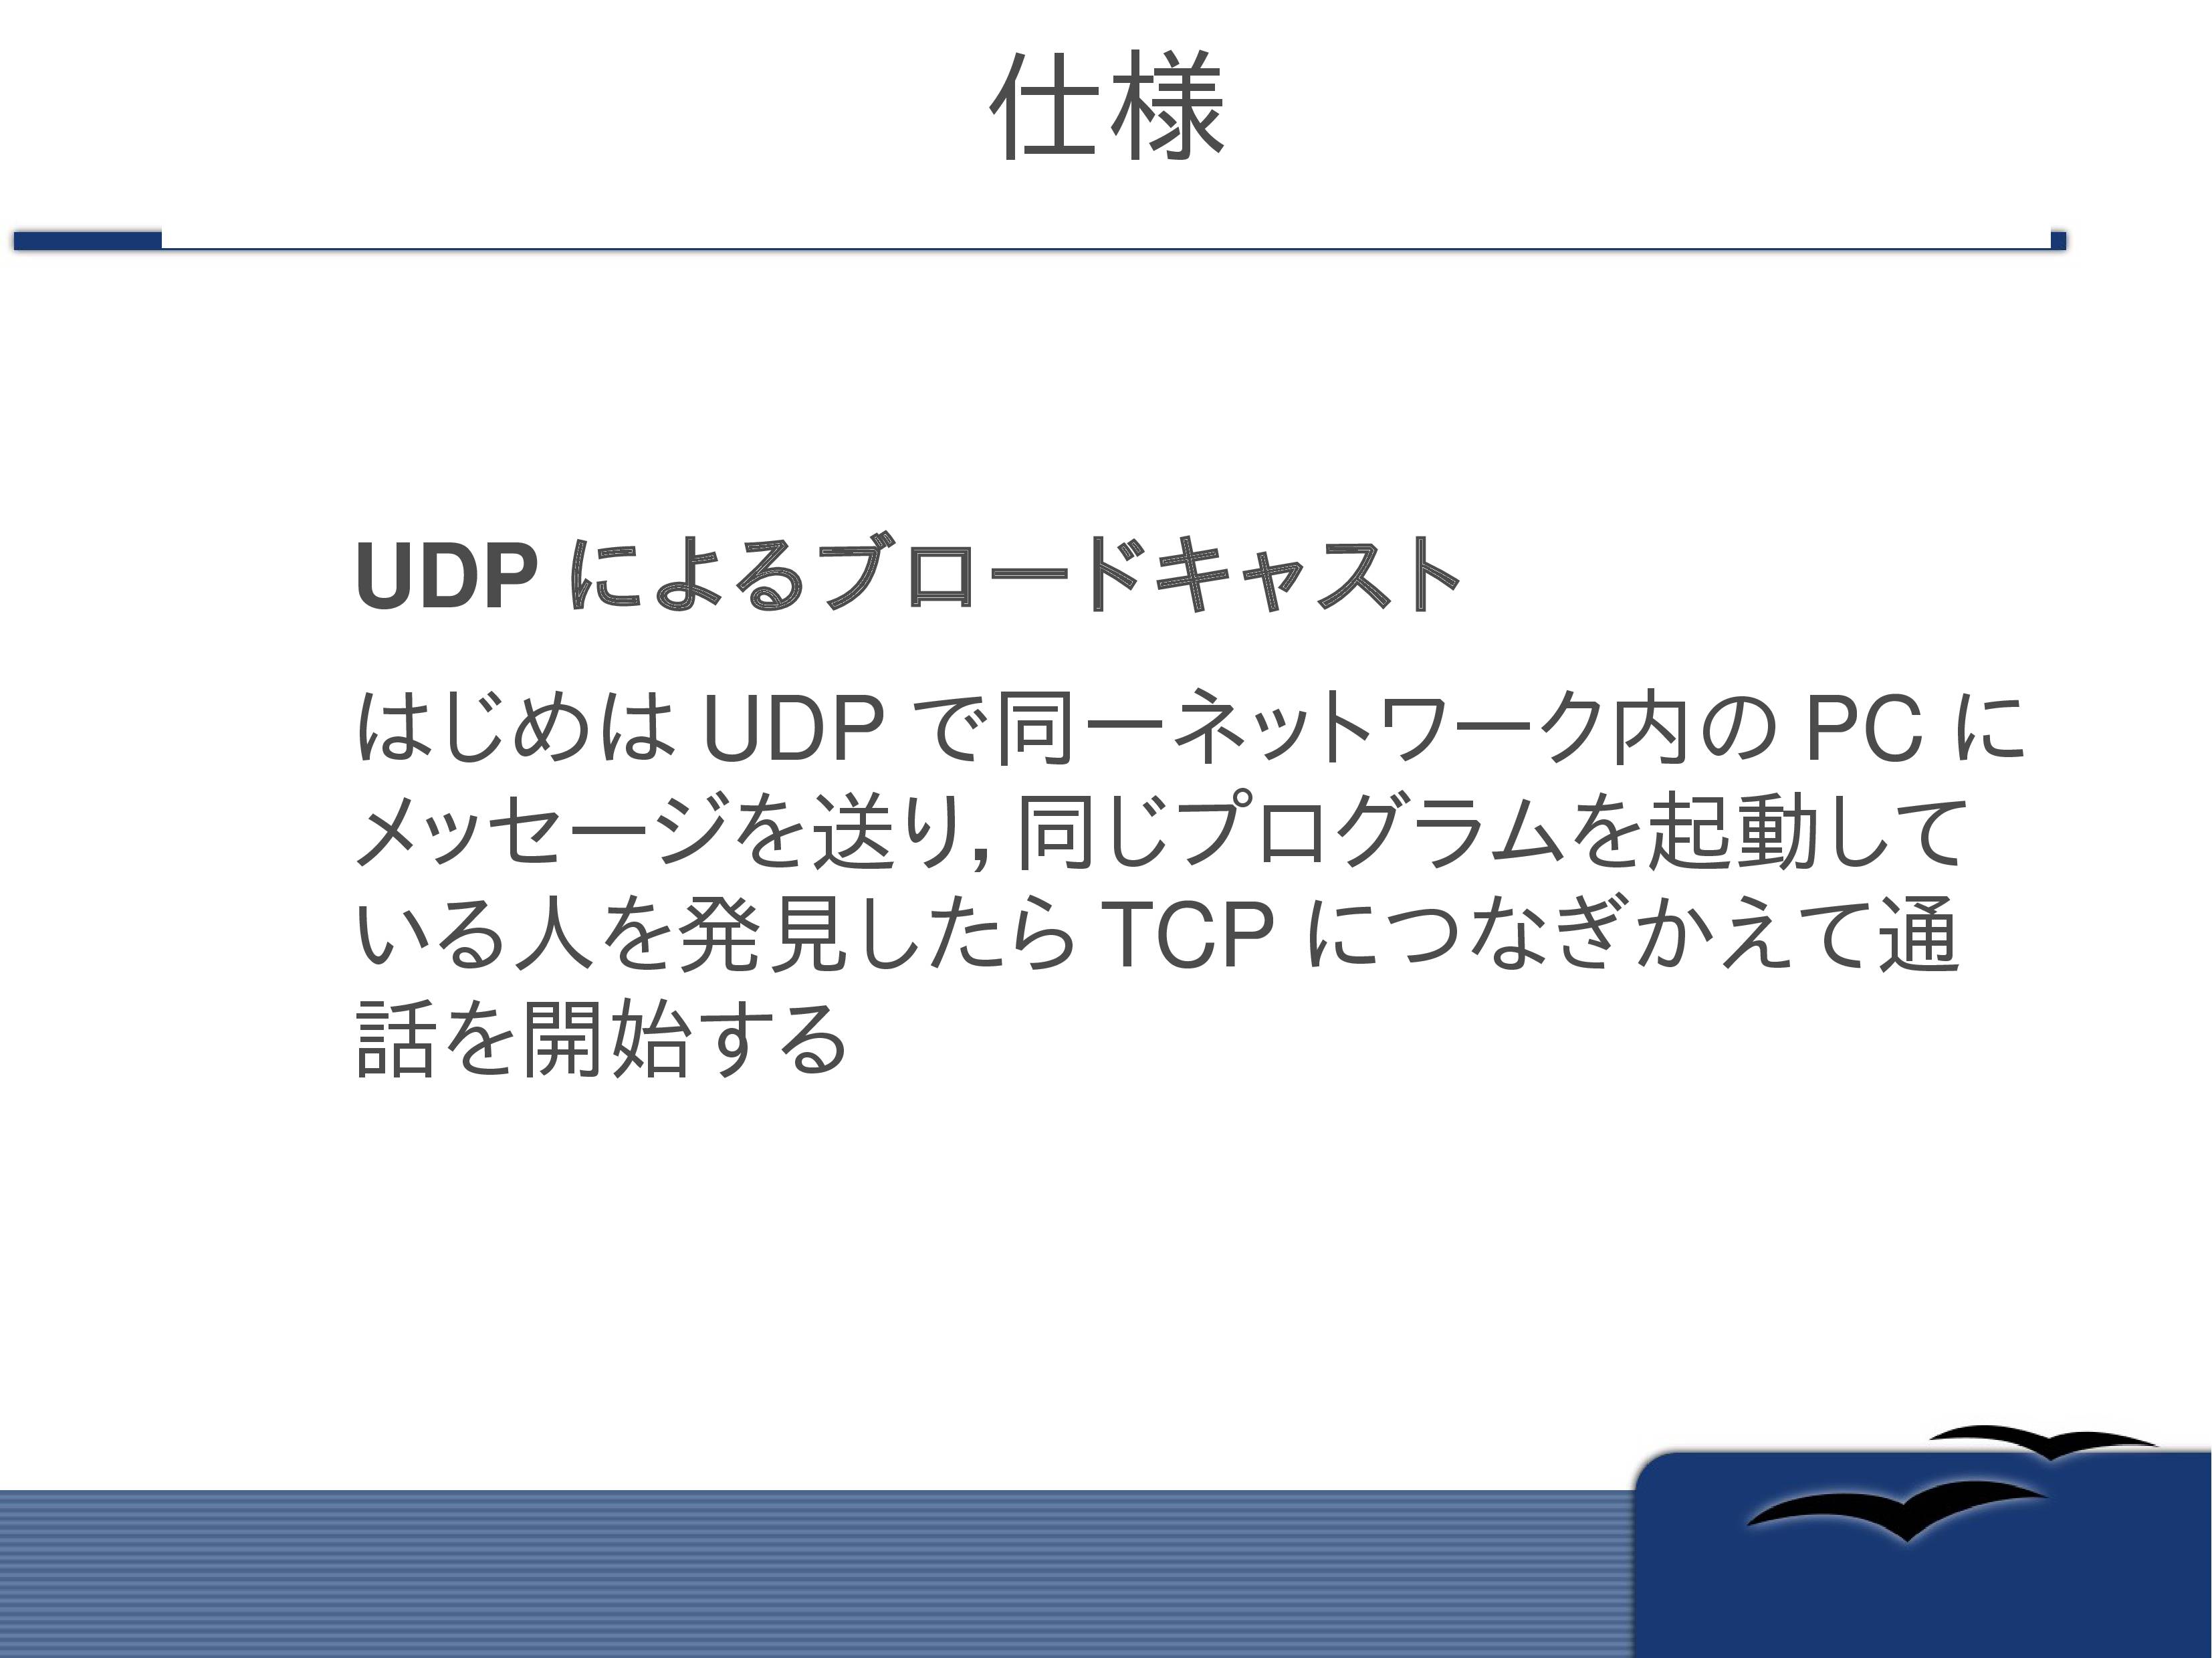 仕様
UDP によるブロードキャスト
はじめは UDP で同一ネットワーク内の PC に
メッセージを送り, 同じプログラムを起動して
いる人を発見したら TCP につなぎかえて通
話を開始する